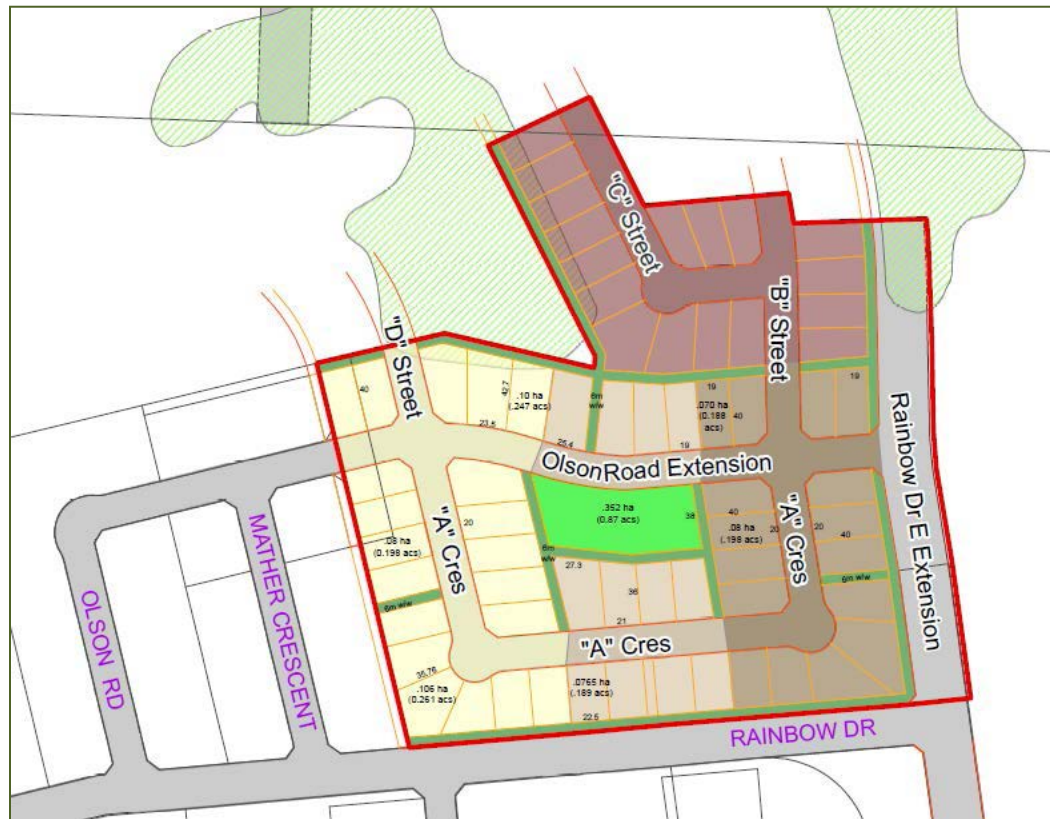 "C" Street
"B" Street
"D" Street
40
42.7
.10 ha
(.247 acs)
23.5
25.4
6m
w/w
19
.070 ha
(0.188
acs)
40
19
19
Olson Road Extension
Rainbow Dr E Extension
.08 ha
(0.198 acs)
"A" Cres
20
.352 ha
(0.87 acs)
38
40
.08 ha
(.198 acs)
20
"A" Cres
20
40
6m
w/w
27.3
36
21
6m w/w
6m w/w
"A" Cres
35.76
.106 ha
(0.261 acs)
.0765 ha
(.189 acs)
22.5
OLSON RD
MATHER CRESCENT
RAINBOW DR